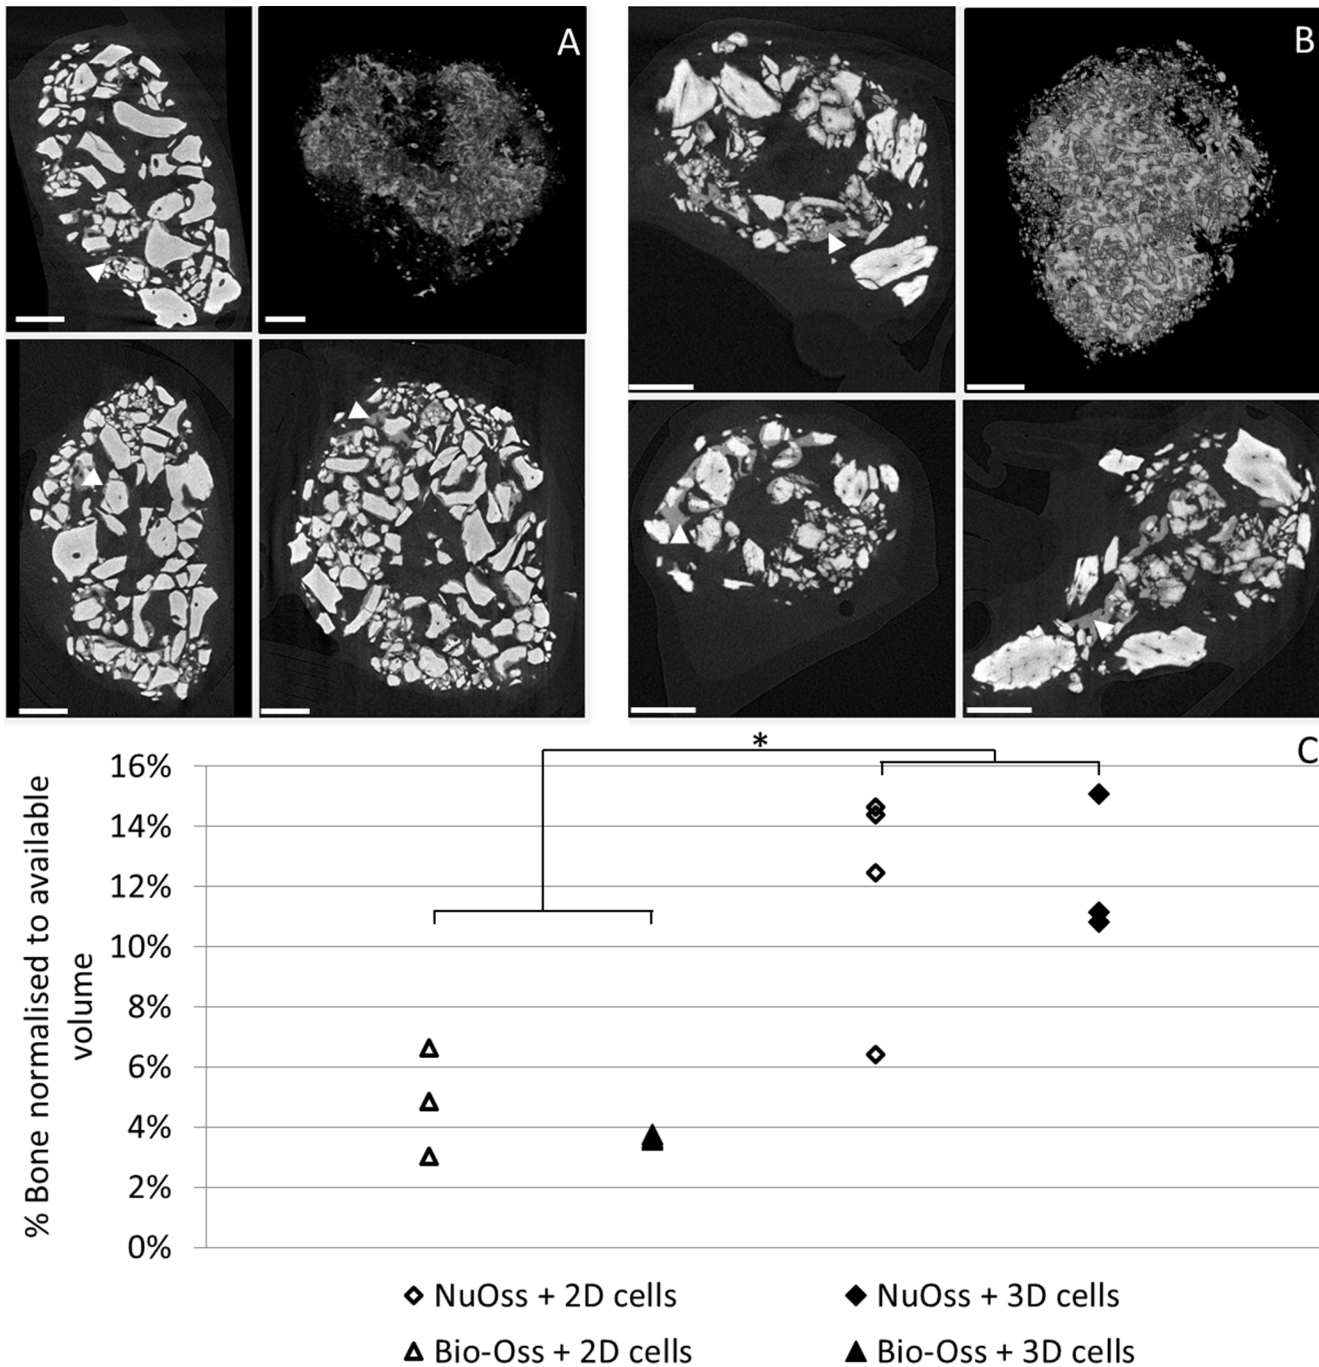 A
B
C
*
16%
14%
12%
10%
8%
6%
4%
2%
0%
% Bone normalised to available
volume
NuOss + 2D cells
NuOss + 3D cells
Bio-Oss + 2D cells
Bio-Oss + 3D cells